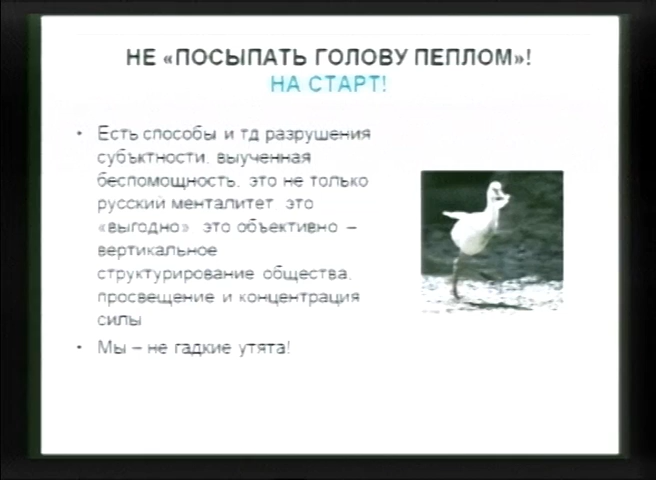 НЕ «ПОСЫПАТЬ ГОЛОВУ ПЕПЛОМ»!
НА СТАРТ!
• Есть способы и тд разрушения
субъктности, выученная
беспомощность, это не только
русский менталитет это
«выгодно» это объективно –
вертикальное
структурирование общества,
просвещение и концентрация
силы
• Мы – не гадкие утята!